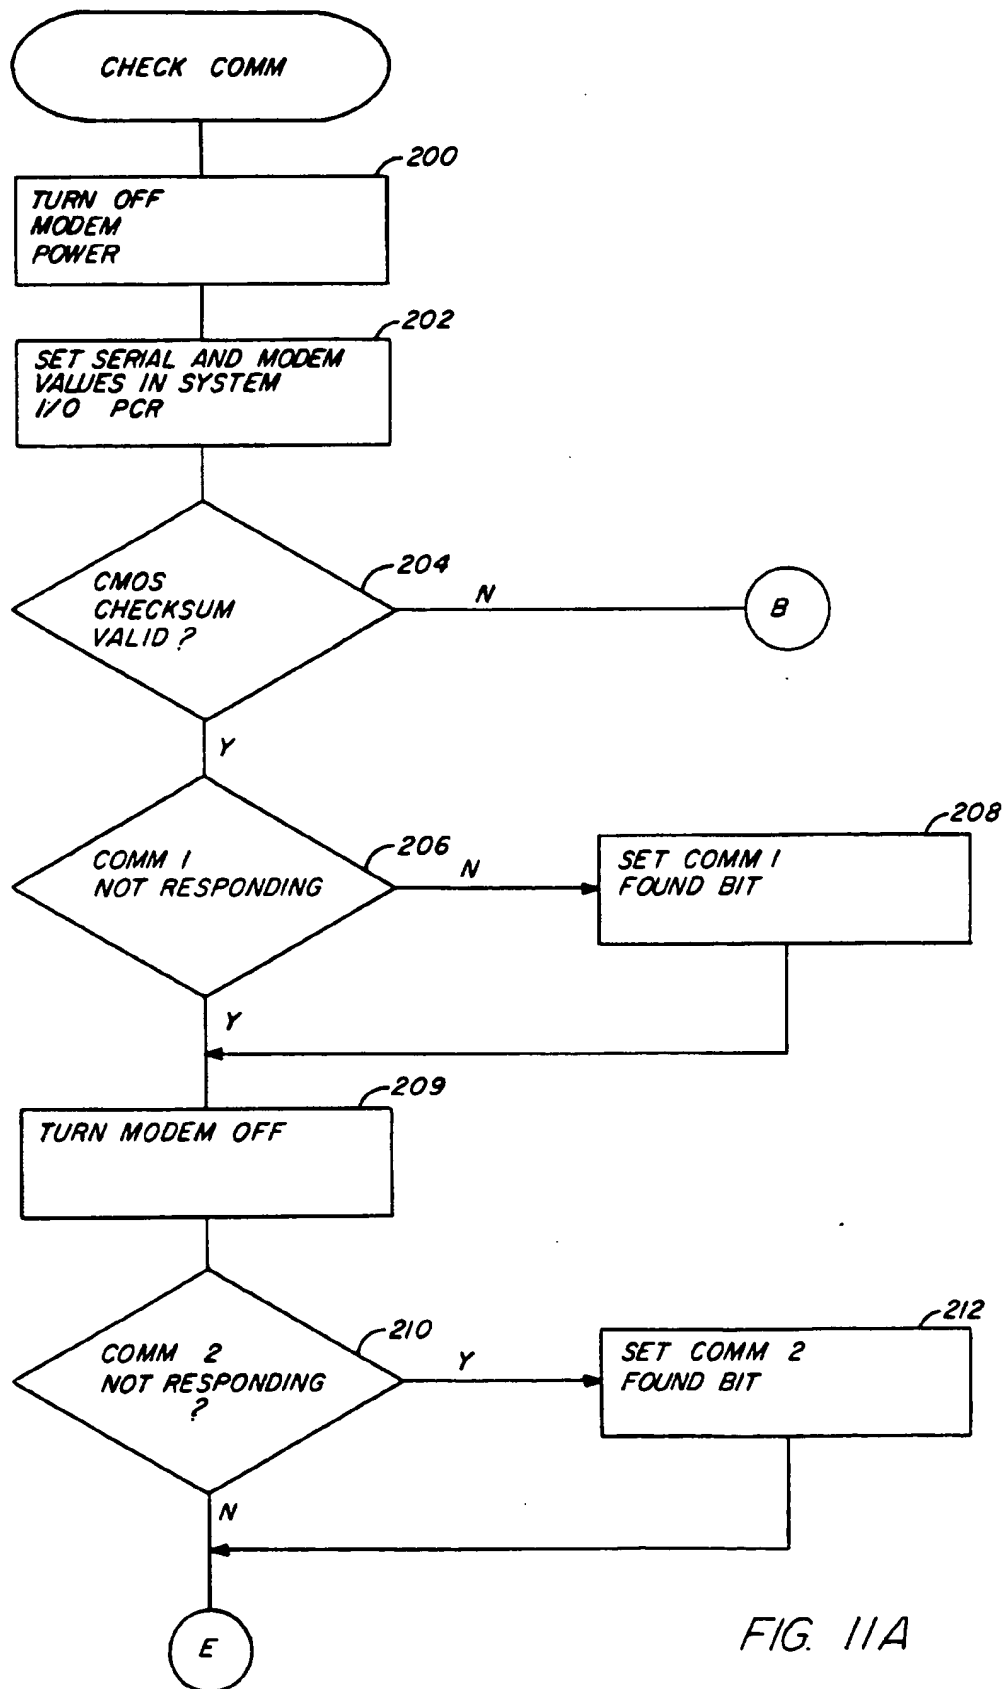 CHECK COMM
200
TURN OFF
MODEM
POWER
202
SET SERIAL AND MODEM
VALUES IN SYSTEM
I/O PCR
204
CMOS
CHECKSUM
VALID ?
N
B
Y
206
COMM 1
NOT RESPONDING
N
208
SET COMM 1
FOUND BIT
Y
209
TURN MODEM OFF
210
COMM 2
NOT RESPONDING
?
Y
212
SET COMM 2
FOUND BIT
N
E
FIG. 11A